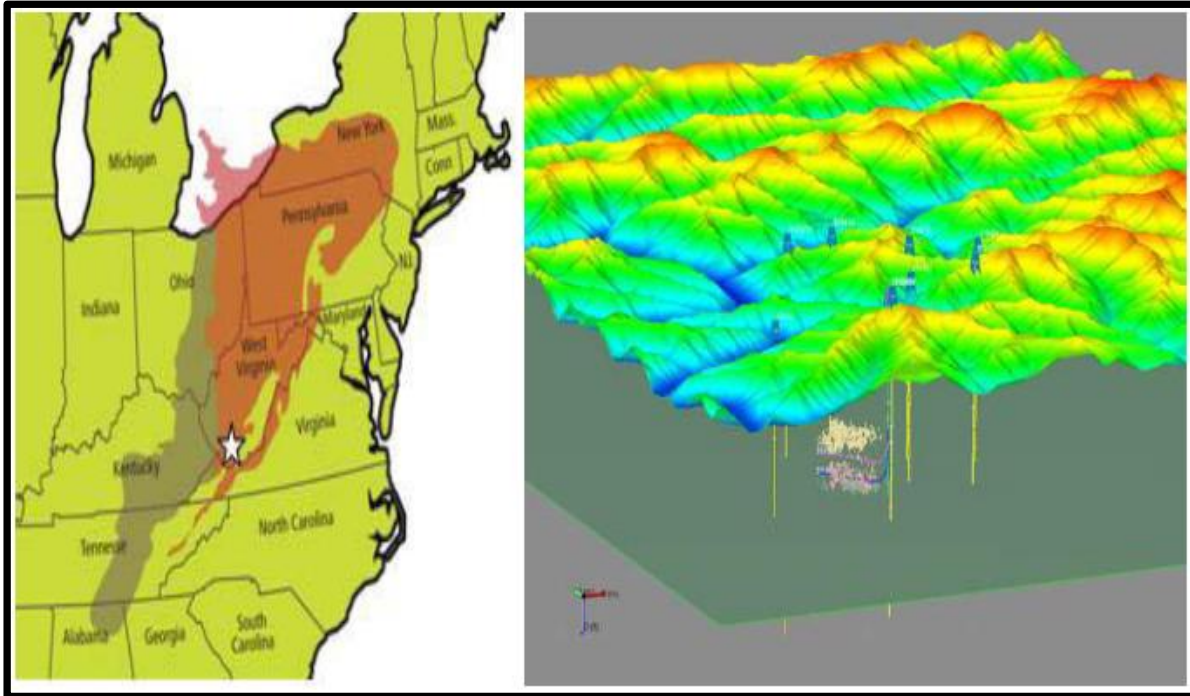 Michigan
New York
Mass.
Conn
Pennsylvania
N.J.
Ohio
Indiana
Maryland
West
Virginia
Virginia
Kentucky
North Carolina
Tennesse
South
Carolina
Alabama
Georgia